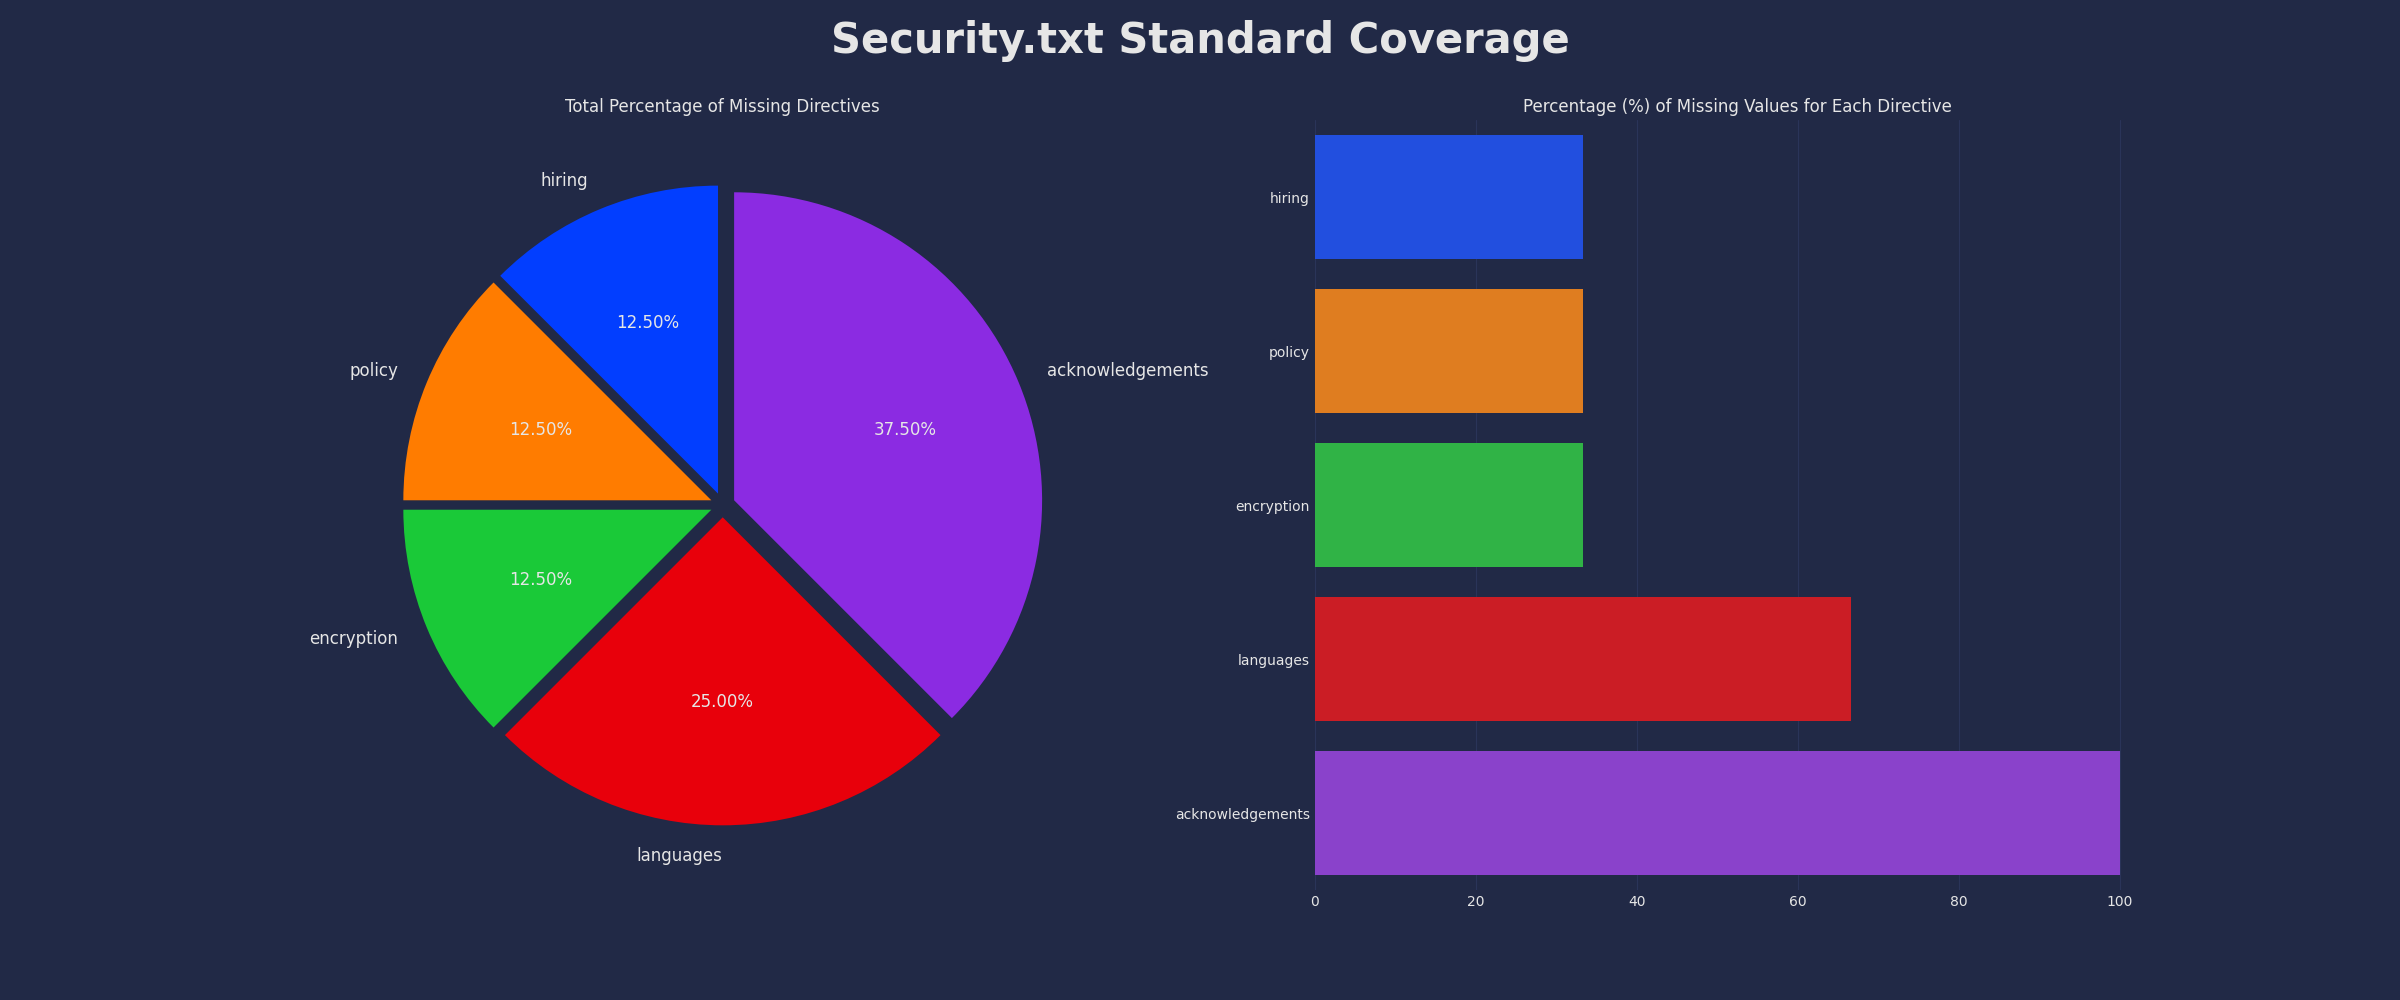 Security.txt Standard Coverage
Total Percentage of Missing Directives
hiring
12.50%
policy
12.50%
encryption
12.50%
languages
25.00%
acknowledgements
37.50%
Percentage (%) of Missing Values for Each Directive
hiring
policy
encryption
languages
acknowledgements
0 20 40 60 80 100